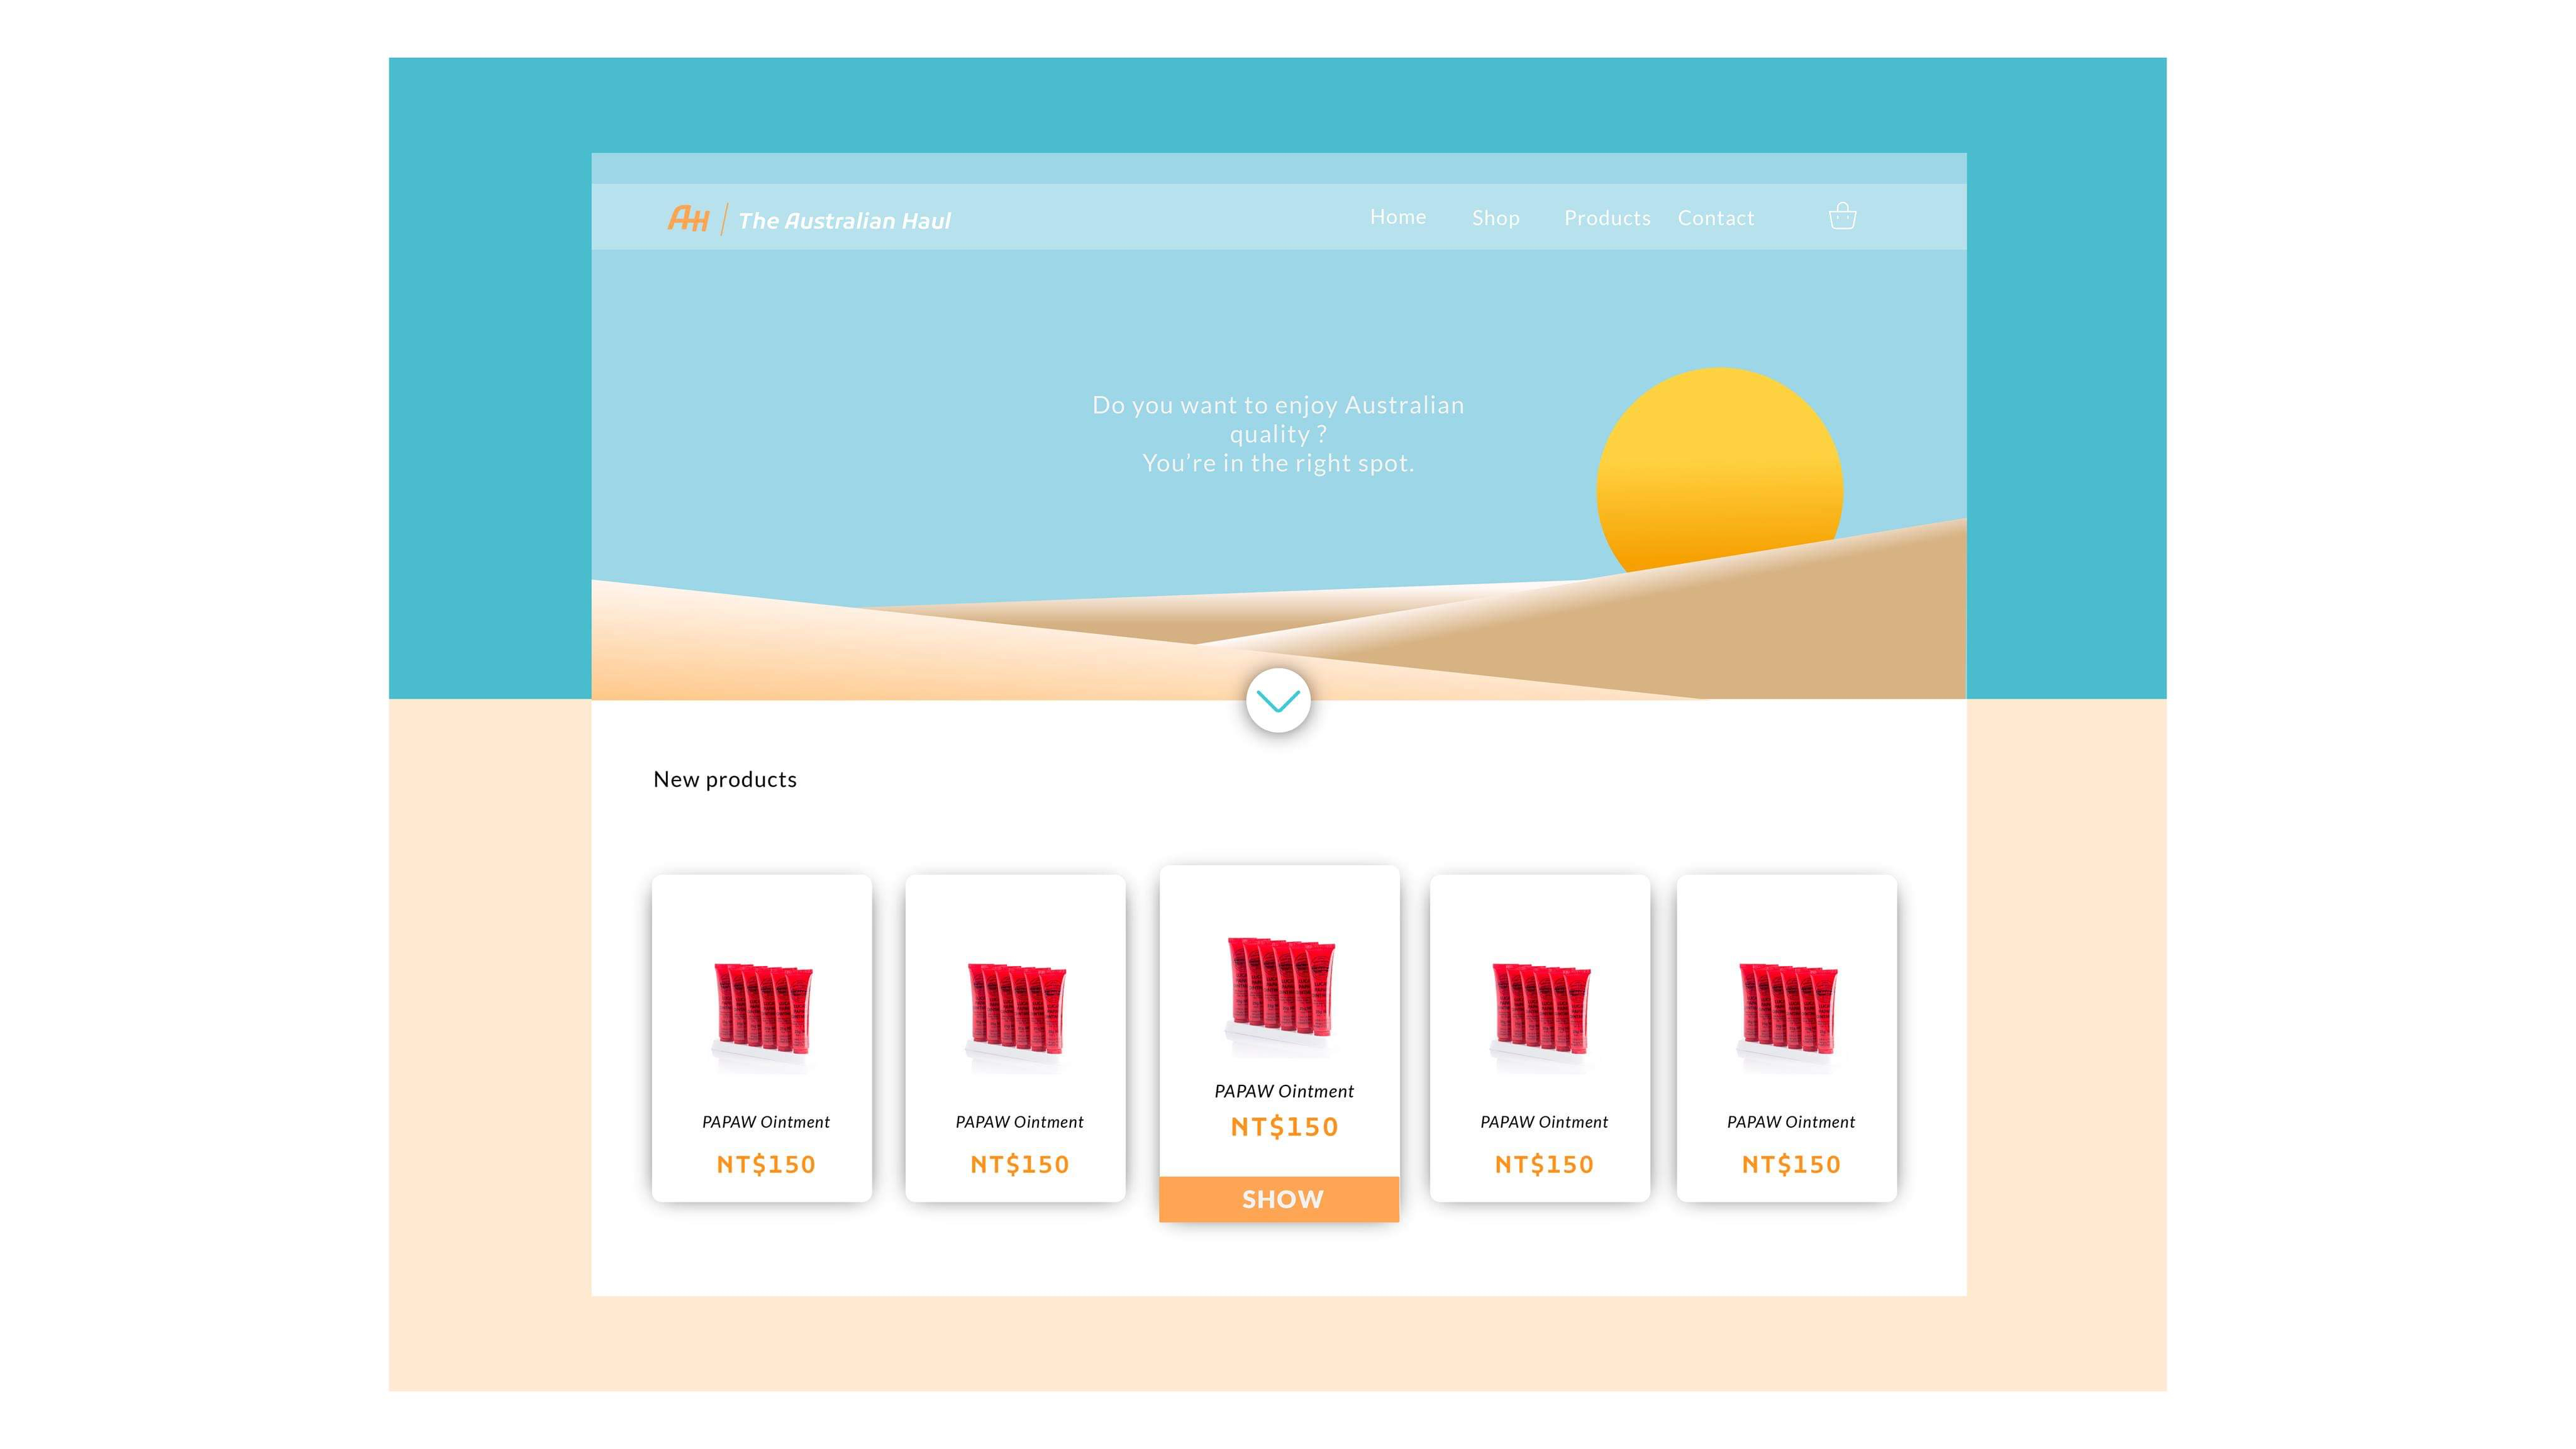 AH | The Australian Haul
Home Shop Products Contact
Do you want to enjoy Australian
quality ?
You're in the right spot.
New products
PAPAW Ointment
NT$150
PAPAW Ointment
NT$150
PAPAW Ointment
NT$150
SHOW
PAPAW Ointment
NT$150
PAPAW Ointment
NT$150